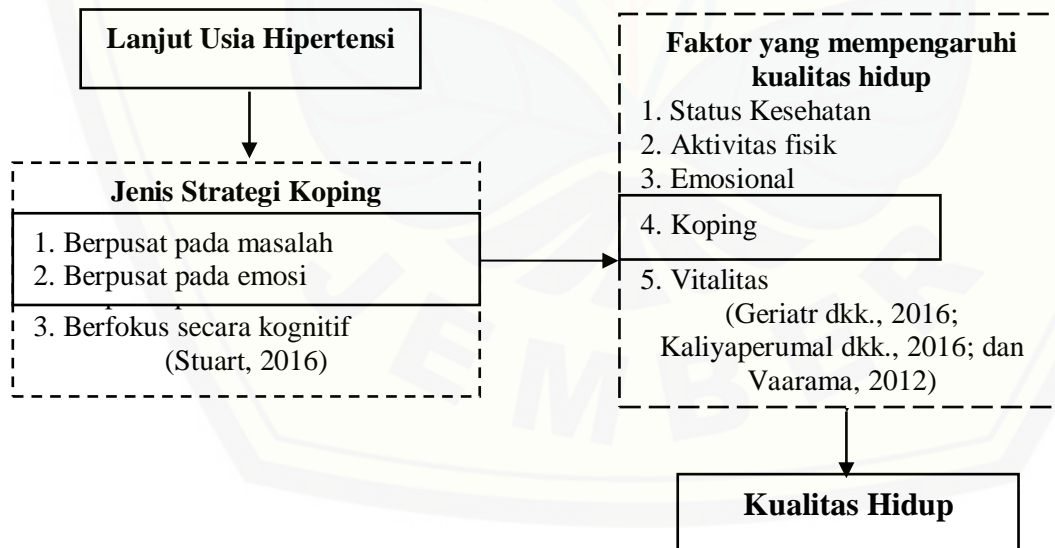 Lanjut Usia Hipertensi
Jenis Strategi Koping
1. Berpusat pada masalah
2. Berpusat pada emosi
3. Berfokus secara kognitif
(Stuart, 2016)
Faktor yang mempengaruhi
kualitas hidup
1. Status Kesehatan
2. Aktivitas fisik
3. Emosional
4. Koping
5. Vitalitas
(Geriatr dkk., 2016;
Kaliyaperumal dkk., 2016; dan
Vaarama, 2012)
Kualitas Hidup
JEMBER